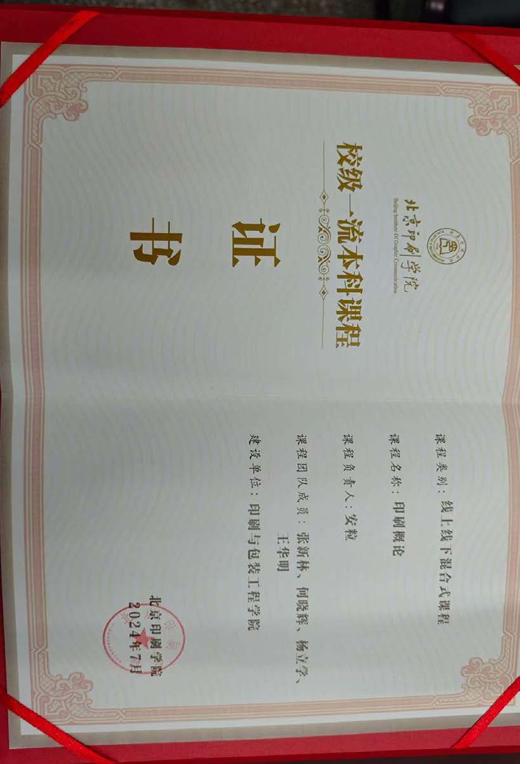 北京印刷学院
Beijing Institute Of Graphic Communication
校级一流本科课程
证
书
课程类别：线上线下混合式课程
课程名称：印刷概论
课程负责人：安粒
课程团队成员：张新林、何晓辉、杨立学、
王华明
建设单位：印刷与包装工程学院
北京印刷学院
2024年7月